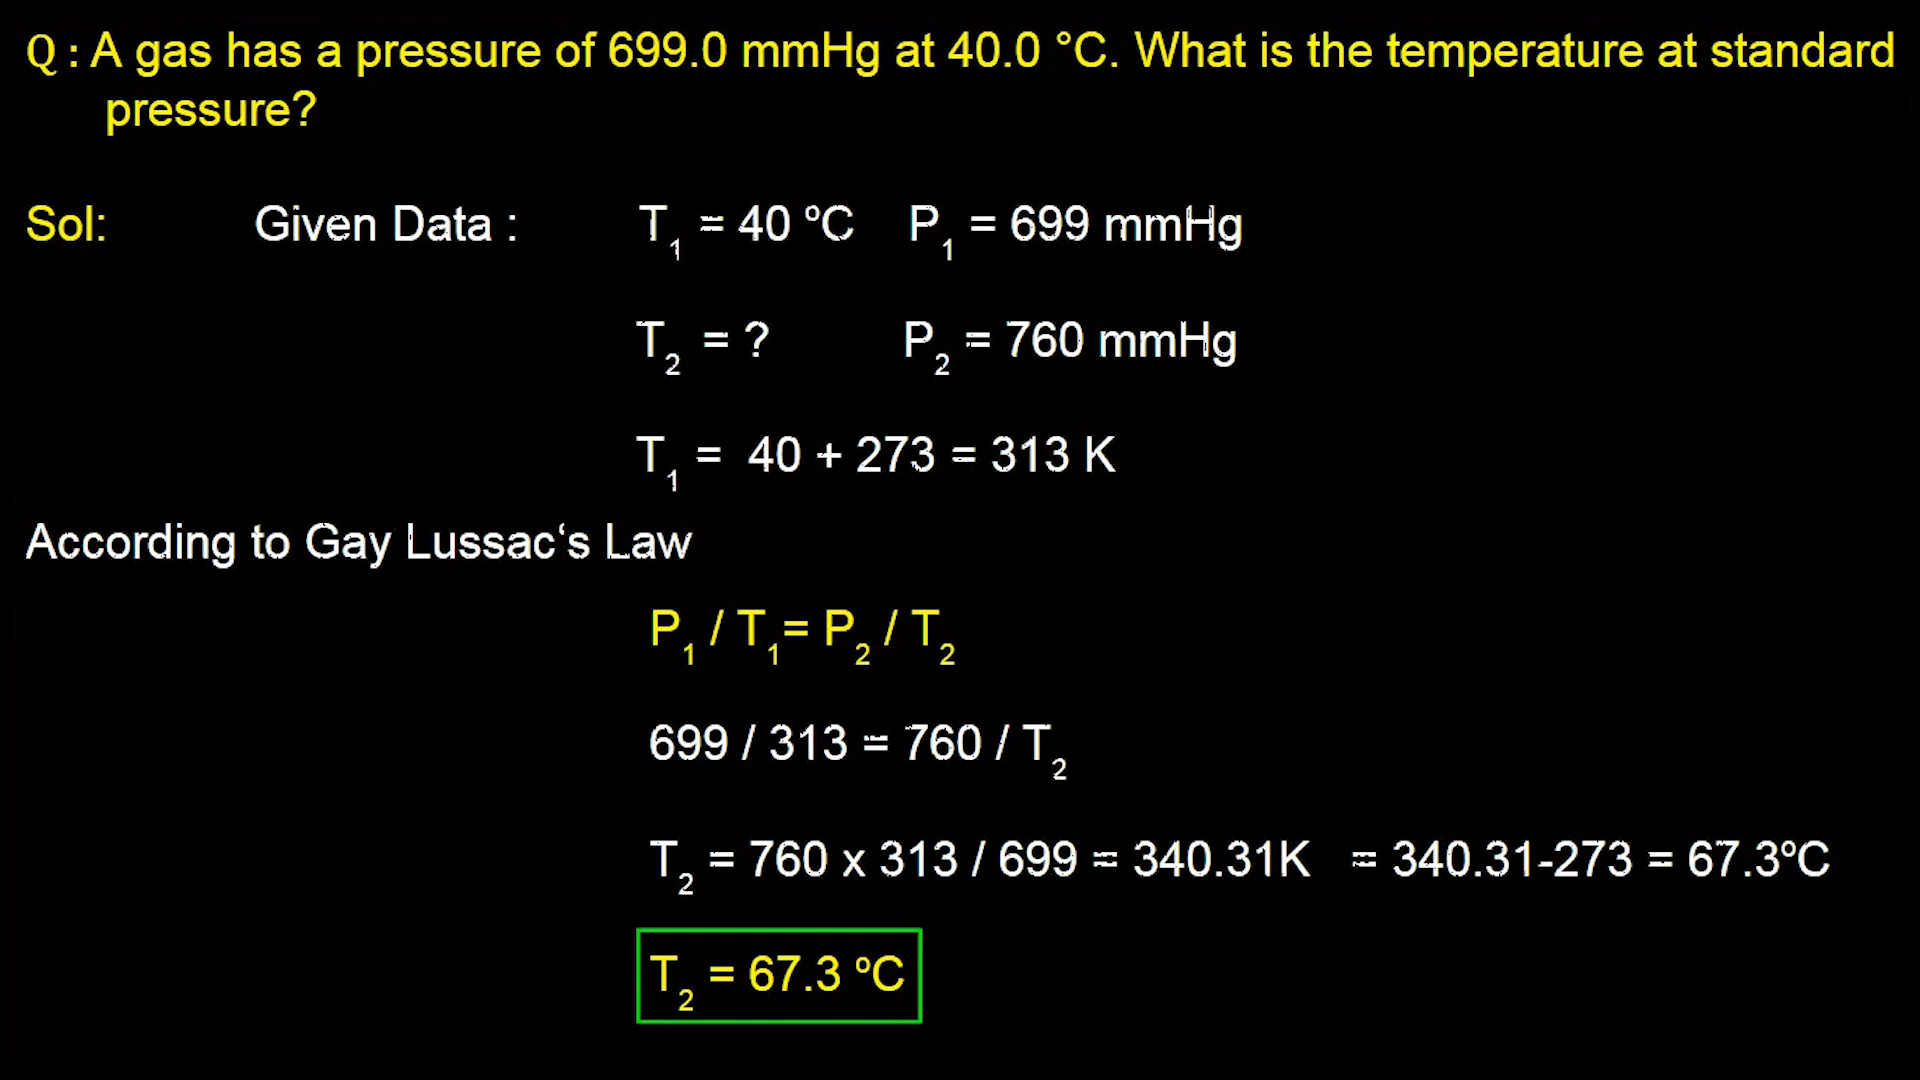 Q : A gas has a pressure of 699.0 mmHg at 40.0 °C. What is the temperature at standard
pressure?
Sol: Given Data : T₁ = 40 ºC P₁ = 699 mmHg
T₂ = ? P₂ = 760 mmHg
T₁ = 40 + 273 = 313 K
According to Gay Lussac‘s Law
P₁ / T₁= P₂ / T₂
699 / 313 = 760 / T₂
T₂ = 760 x 313 / 699 = 340.31K = 340.31-273 = 67.3ºC
T₂ = 67.3 ºC